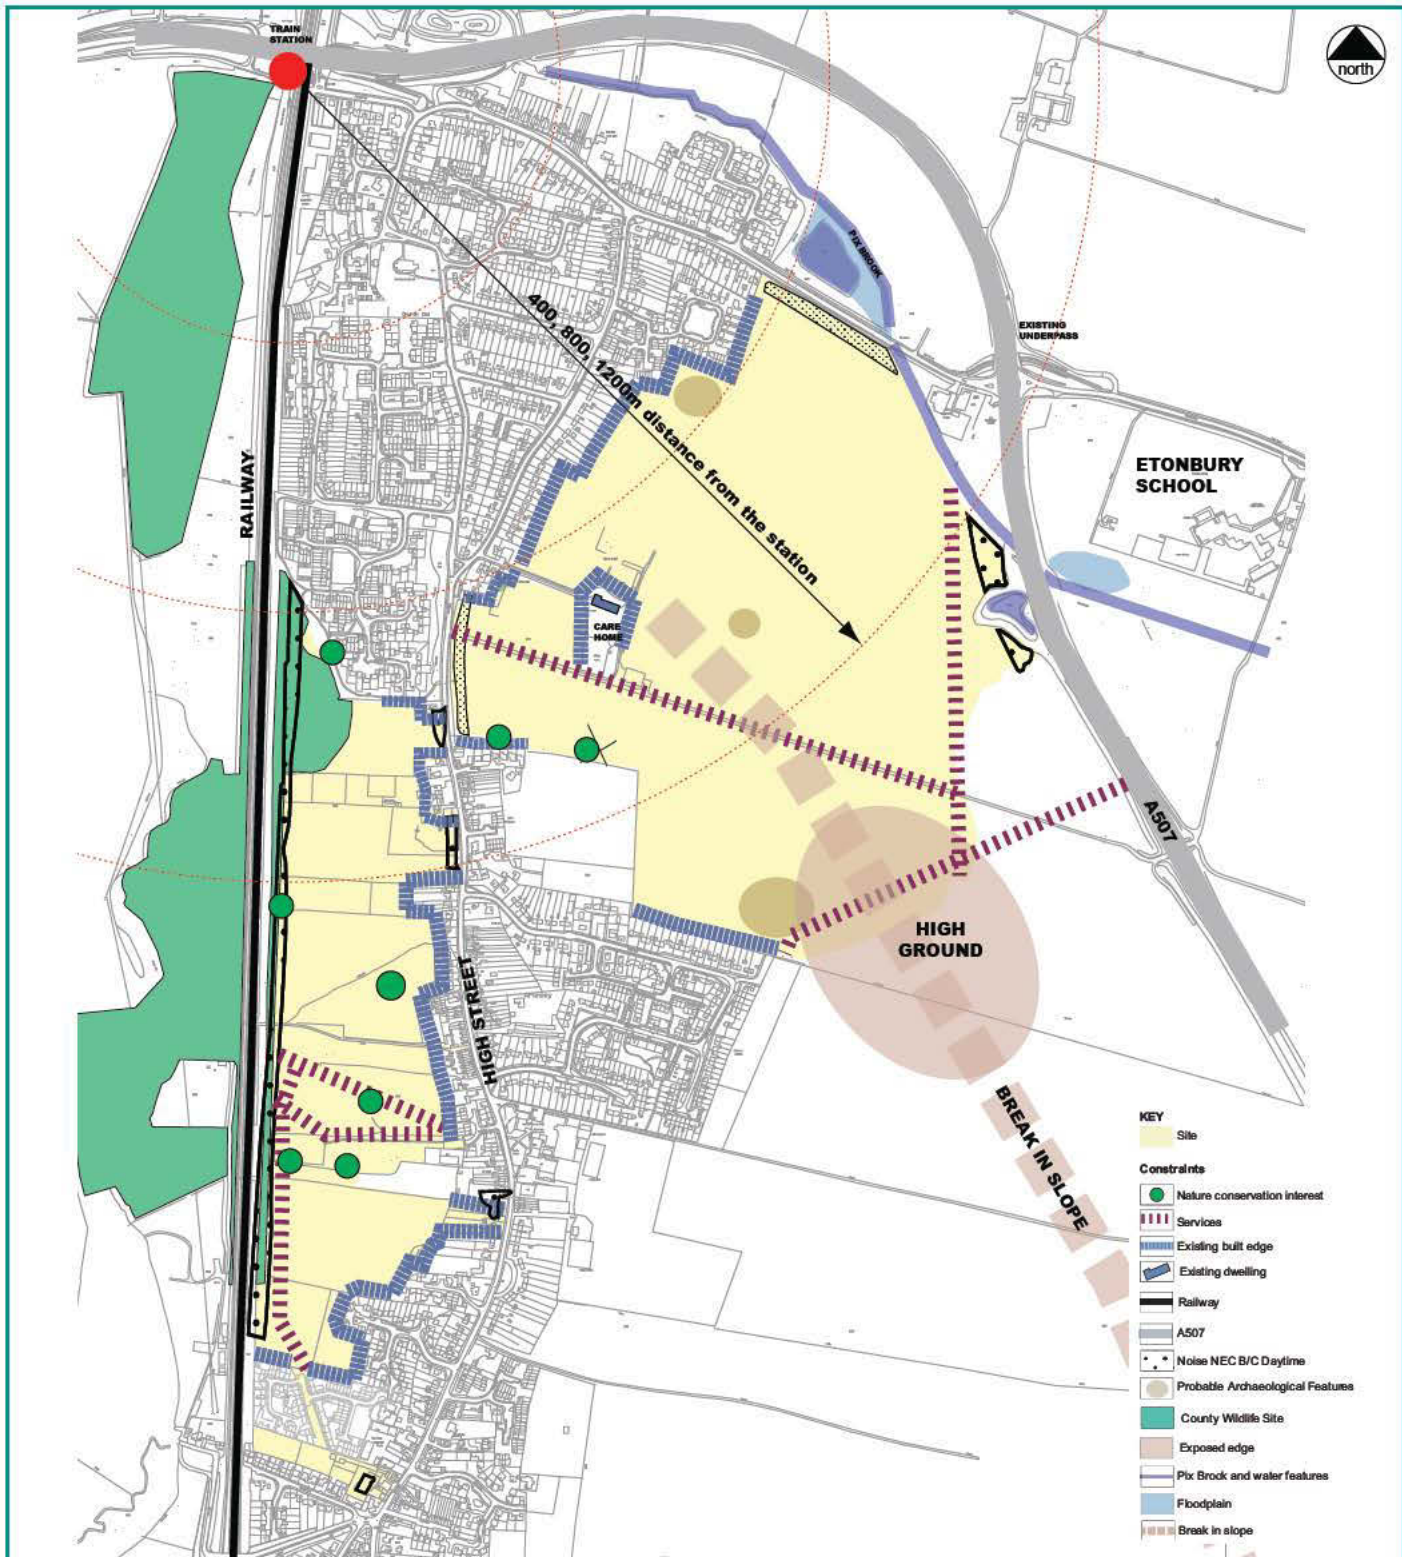 TRAIN
STATION
north
PIX BROOK
EXISTING
UNDERPASS
400, 800, 1200m distance from the station
ETONBURY
SCHOOL
RAILWAY
CARE
HOME
A507
HIGH
GROUND
HIGH STREET
BREAK IN SLOPE
KEY
Site
Constraints
Nature conservation interest
Services
Existing built edge
Existing dwelling
Railway
A507
Noise NEC B/C Daytime
Probable Archaeological Features
County Wildlife Site
Exposed edge
Pix Brook and water features
Floodplain
Break in slope